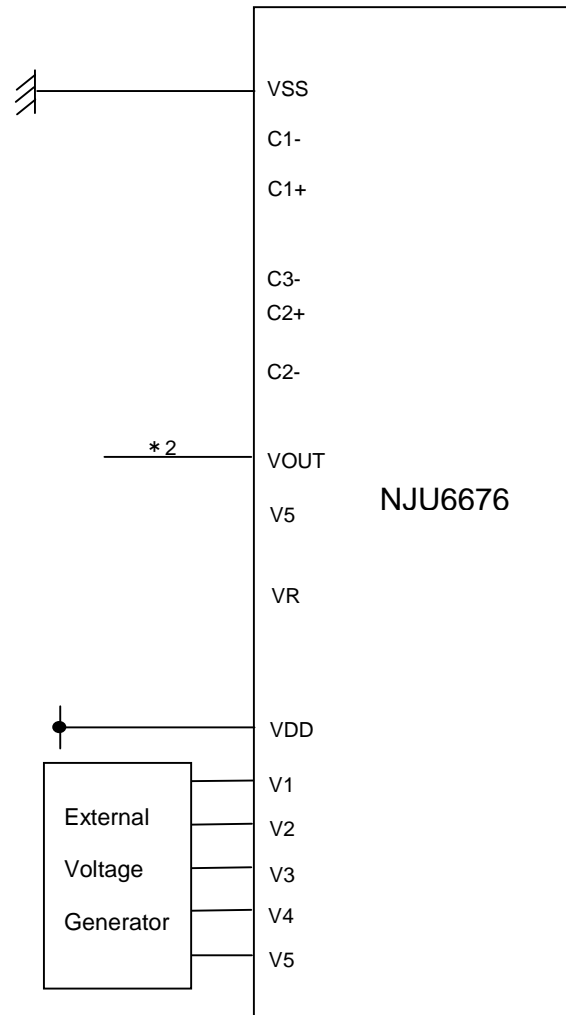 VSS
C1-
C1+
C3-
C2+
C2-
*2
VOUT
V5
NJU6676
VR
VDD
V1
External
V2
Voltage
V3
Generator
V4
V5